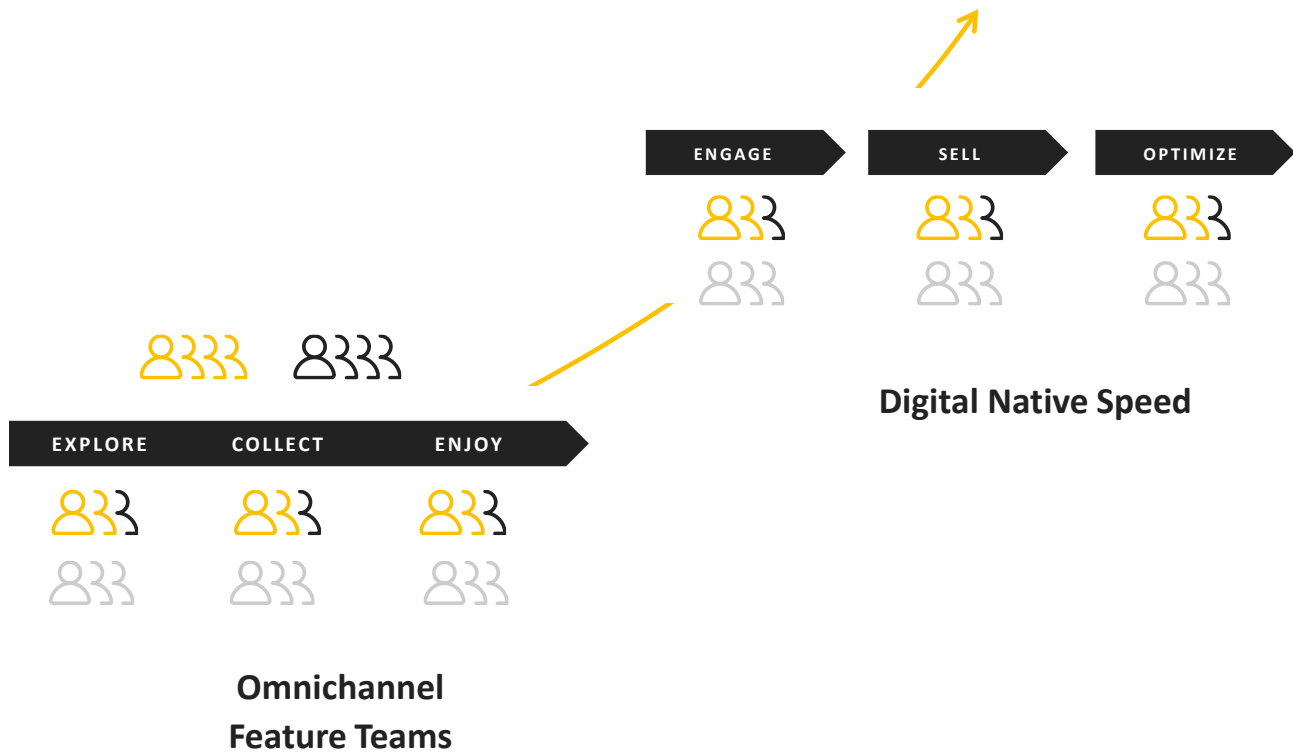 ENGAGE
SELL
OPTIMIZE
Digital Native Speed
EXPLORE
COLLECT
ENJOY
Omnichannel
Feature Teams